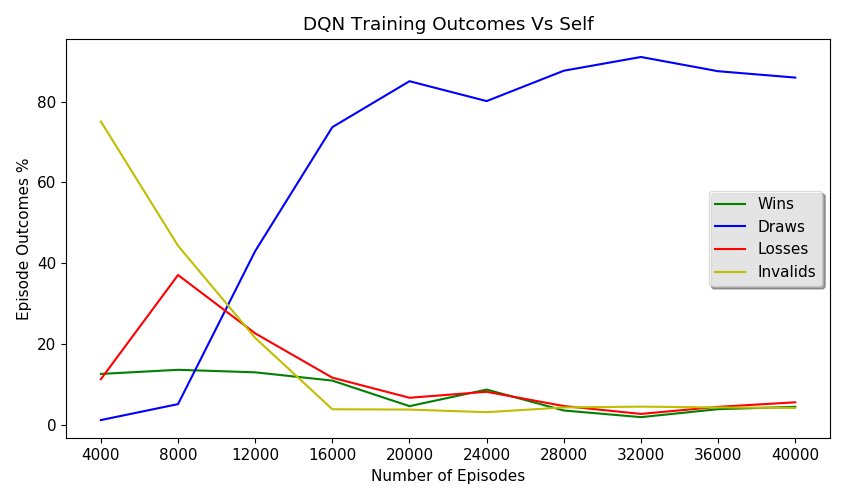 DQN Training Outcomes Vs Self
Episode Outcomes %
80
60
40
20
0
Wins
Draws
Losses
Invalids
4000 8000 12000 16000 20000 24000 28000 32000 36000 40000
Number of Episodes